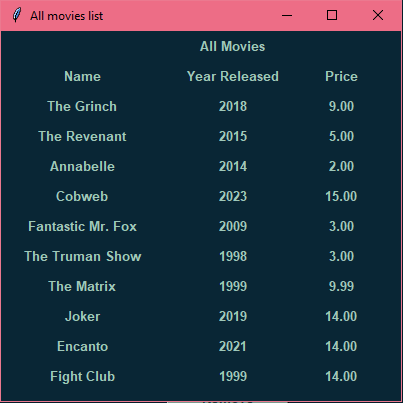 All movies list
All Movies
Name Year Released Price
The Grinch 2018 9.00
The Revenant 2015 5.00
Annabelle 2014 2.00
Cobweb 2023 15.00
Fantastic Mr. Fox 2009 3.00
The Truman Show 1998 3.00
The Matrix 1999 9.99
Joker 2019 14.00
Encanto 2021 14.00
Fight Club 1999 14.00